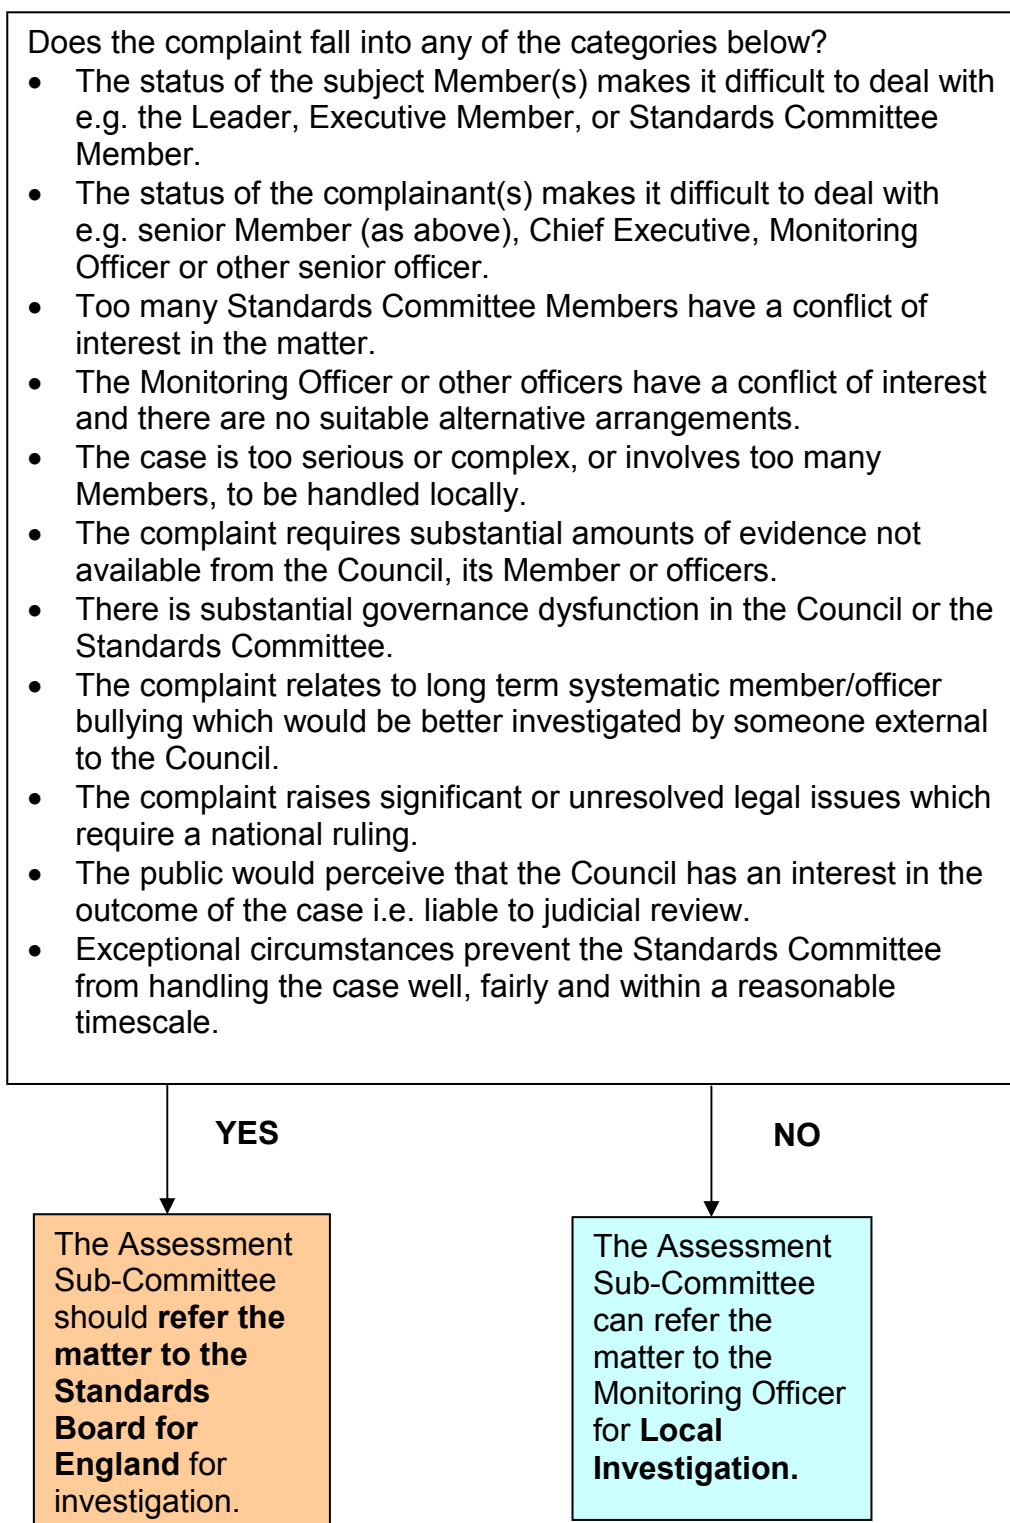 Does the complaint fall into any of the categories below?
• The status of the subject Member(s) makes it difficult to deal with
e.g. the Leader, Executive Member, or Standards Committee
Member.
• The status of the complainant(s) makes it difficult to deal with
e.g. senior Member (as above), Chief Executive, Monitoring
Officer or other senior officer.
• Too many Standards Committee Members have a conflict of
interest in the matter.
• The Monitoring Officer or other officers have a conflict of interest
and there are no suitable alternative arrangements.
• The case is too serious or complex, or involves too many
Members, to be handled locally.
• The complaint requires substantial amounts of evidence not
available from the Council, its Member or officers.
• There is substantial governance dysfunction in the Council or the
Standards Committee.
• The complaint relates to long term systematic member/officer
bullying which would be better investigated by someone external
to the Council.
• The complaint raises significant or unresolved legal issues which
require a national ruling.
• The public would perceive that the Council has an interest in the
outcome of the case i.e. liable to judicial review.
• Exceptional circumstances prevent the Standards Committee
from handling the case well, fairly and within a reasonable
timescale.
YES
NO
The Assessment
Sub-Committee
should refer the
matter to the
Standards
Board for
England for
investigation.
The Assessment
Sub-Committee
can refer the
matter to the
Monitoring Officer
for Local
Investigation.